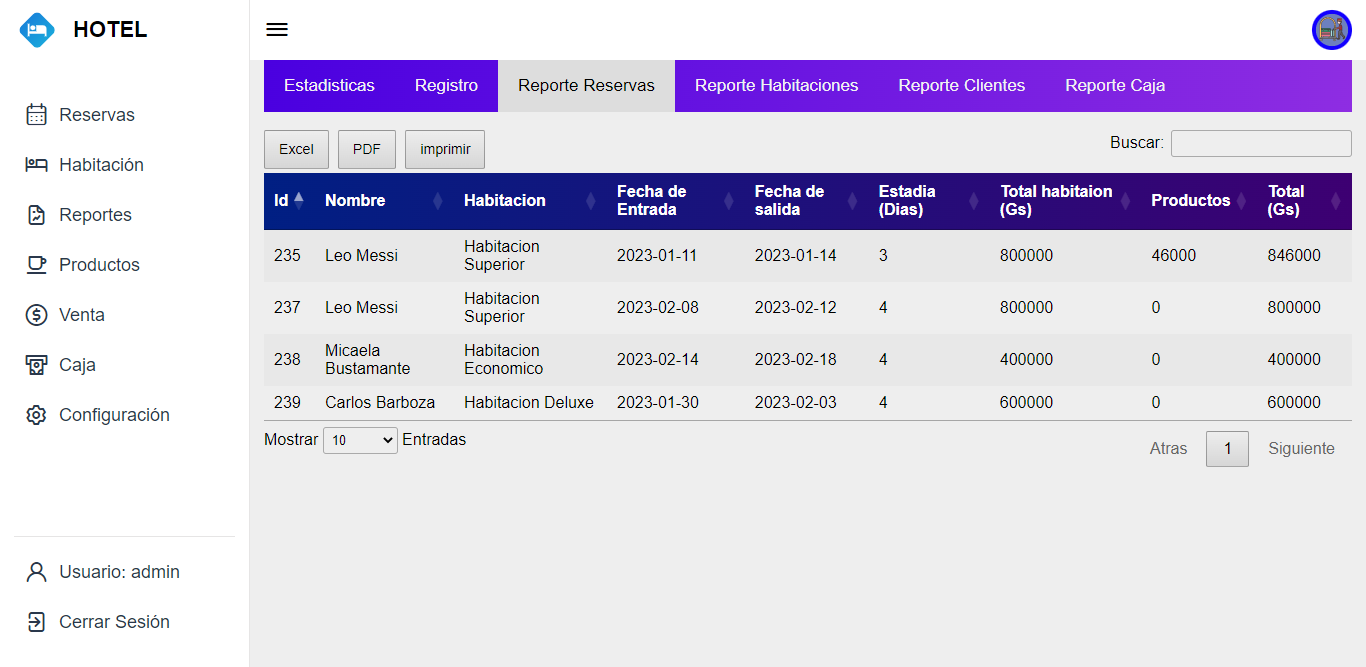 HOTEL
Reservas
Habitación
Reportes
Productos
Venta
Caja
Configuración
Usuario: admin
Cerrar Sesión
Estadisticas Registro Reporte Reservas Reporte Habitaciones Reporte Clientes Reporte Caja
Excel PDF imprimir Buscar:
Id Nombre Habitacion Fecha de Entrada Fecha de salida Estadia (Dias) Total habitaion (Gs) Productos Total (Gs)
235 Leo Messi Habitacion Superior 2023-01-11 2023-01-14 3 800000 46000 846000
237 Leo Messi Habitacion Superior 2023-02-08 2023-02-12 4 800000 0 800000
238 Micaela Bustamante Habitacion Economico 2023-02-14 2023-02-18 4 400000 0 400000
239 Carlos Barboza Habitacion Deluxe 2023-01-30 2023-02-03 4 600000 0 600000
Mostrar 10 Entradas
Atras 1 Siguiente